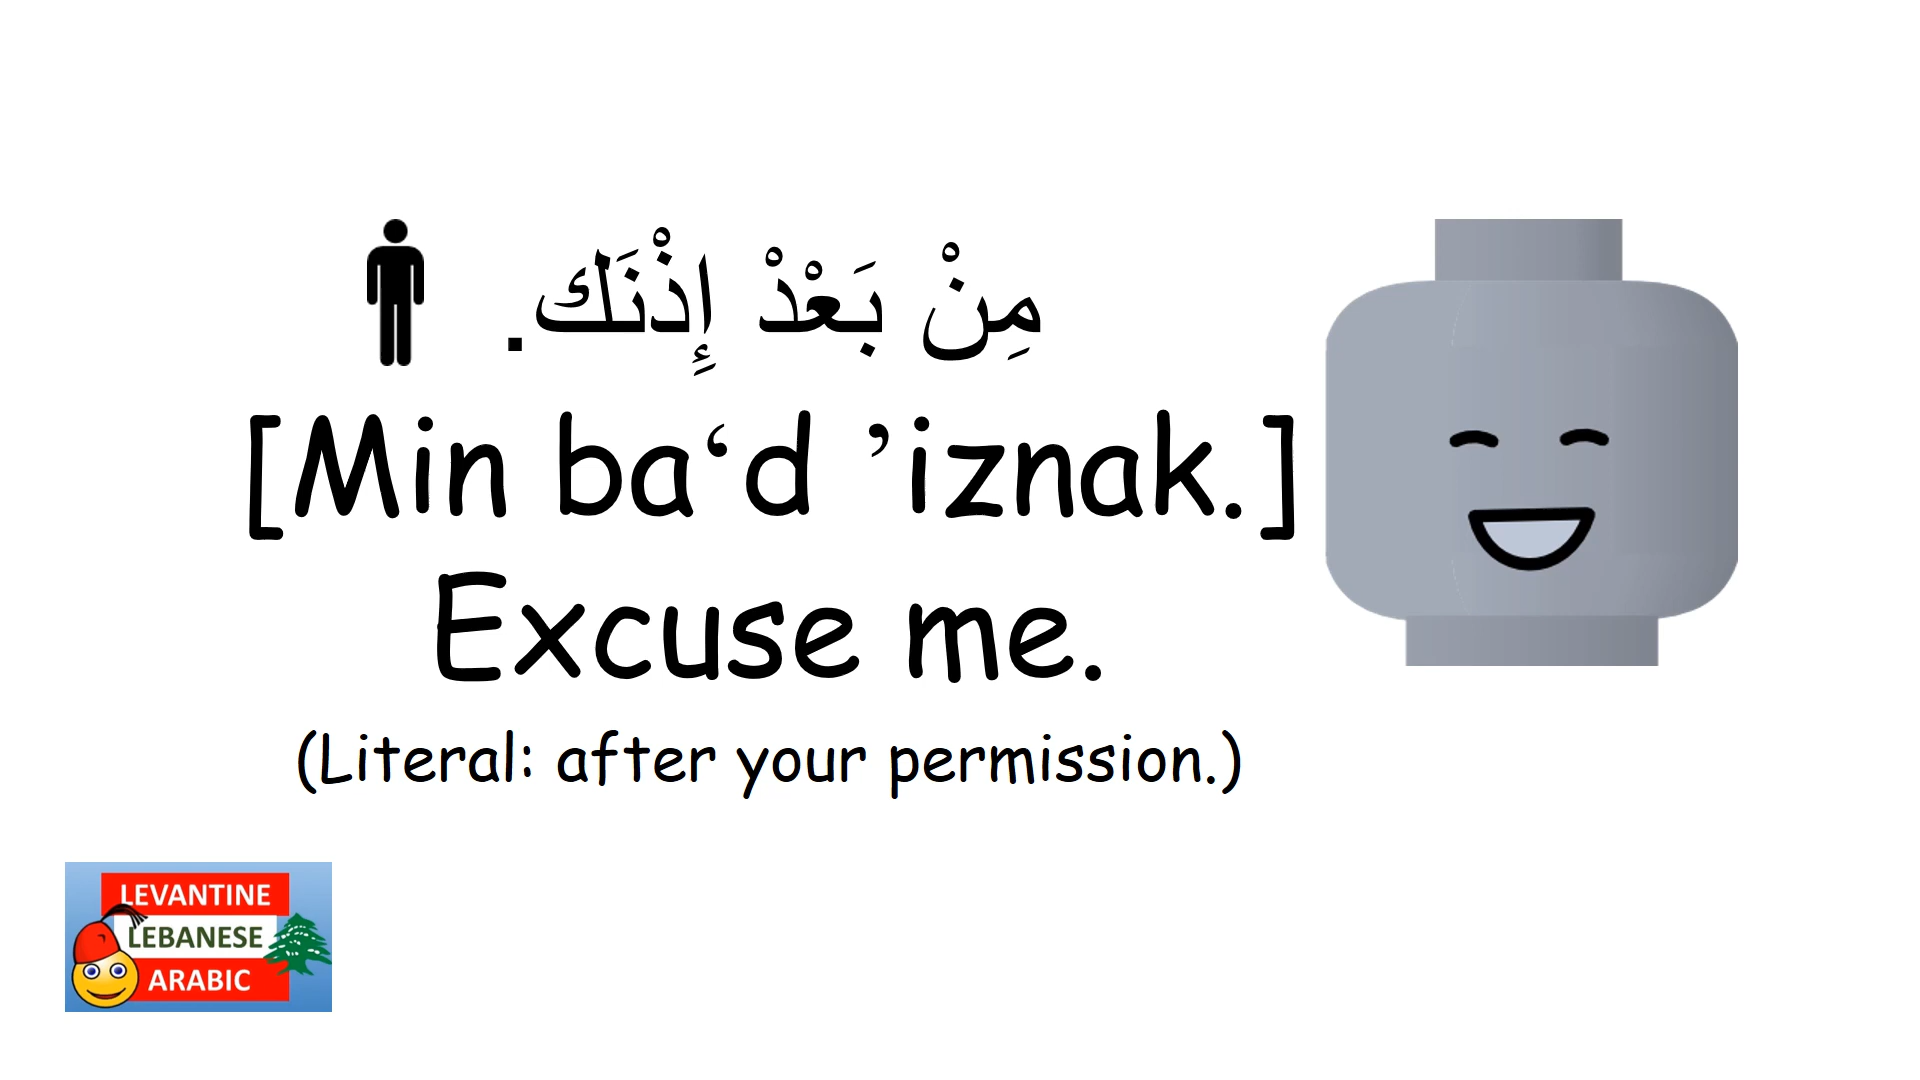 مِنْ بَعْدْ إِذْنَك.
[Min ba‘d ’iznak.]
Excuse me.
(Literal: after your permission.)
LEVANTINE
LEBANESE
ARABIC